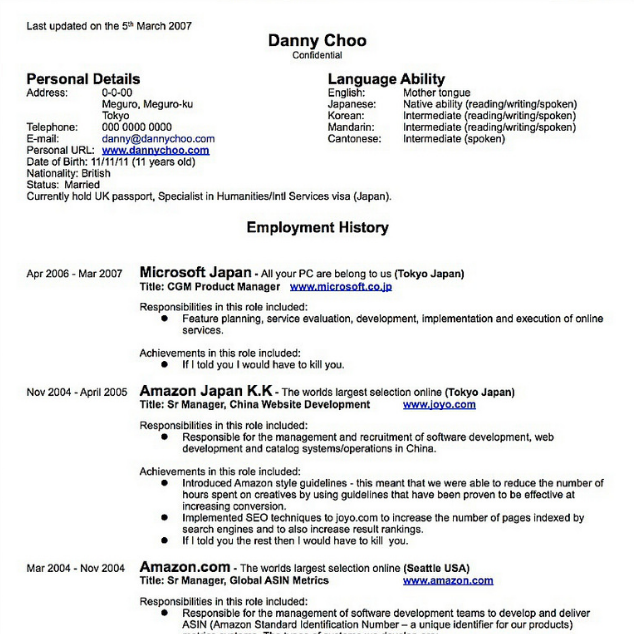 Last updated on the 5th March 2007
Danny Choo
Confidential
Personal Details
Address: 0-0-00
Meguro, Meguro-ku
Tokyo
Telephone: 000 0000 0000
E-mail: danny@dannychoo.com
Personal URL: www.dannychoo.com
Date of Birth: 11/11/11 (11 years old)
Nationality: British
Status: Married
Currently hold UK passport, Specialist in Humanities/Intl Services visa (Japan).
Language Ability
English: Mother tongue
Japanese: Native ability (reading/writing/spoken)
Korean: Intermediate (reading/writing/spoken)
Mandarin: Intermediate (reading/writing/spoken)
Cantonese: Intermediate (spoken)
Employment History
Apr 2006 - Mar 2007 Microsoft Japan - All your PC are belong to us (Tokyo Japan)
Title: CGM Product Manager www.microsoft.co.jp
Responsibilities in this role included:
● Feature planning, service evaluation, development, implementation and execution of online
services.
Achievements in this role included:
● If I told you I would have to kill you.
Nov 2004 - April 2005 Amazon Japan K.K - The worlds largest selection online (Tokyo Japan)
Title: Sr Manager, China Website Development www.joyo.com
Responsibilities in this role included:
● Responsible for the management and recruitment of software development, web
development and catalog systems/operations in China.
Achievements in this role included:
● Introduced Amazon style guidelines - this meant that we were able to reduce the number of
hours spent on creatives by using guidelines that have been proven to be effective at
increasing conversion.
● Implemented SEO techniques to joyo.com to increase the number of pages indexed by
search engines and to also increase result rankings.
● If I told you the rest then I would have to kill you.
Mar 2004 - Nov 2004 Amazon.com - The worlds largest selection online (Seattle USA)
Title: Sr Manager, Global ASIN Metrics www.amazon.com
Responsibilities in this role included:
● Responsible for the management of software development teams to develop and deliver
ASIN (Amazon Standard Identification Number – a unique identifier for our products)